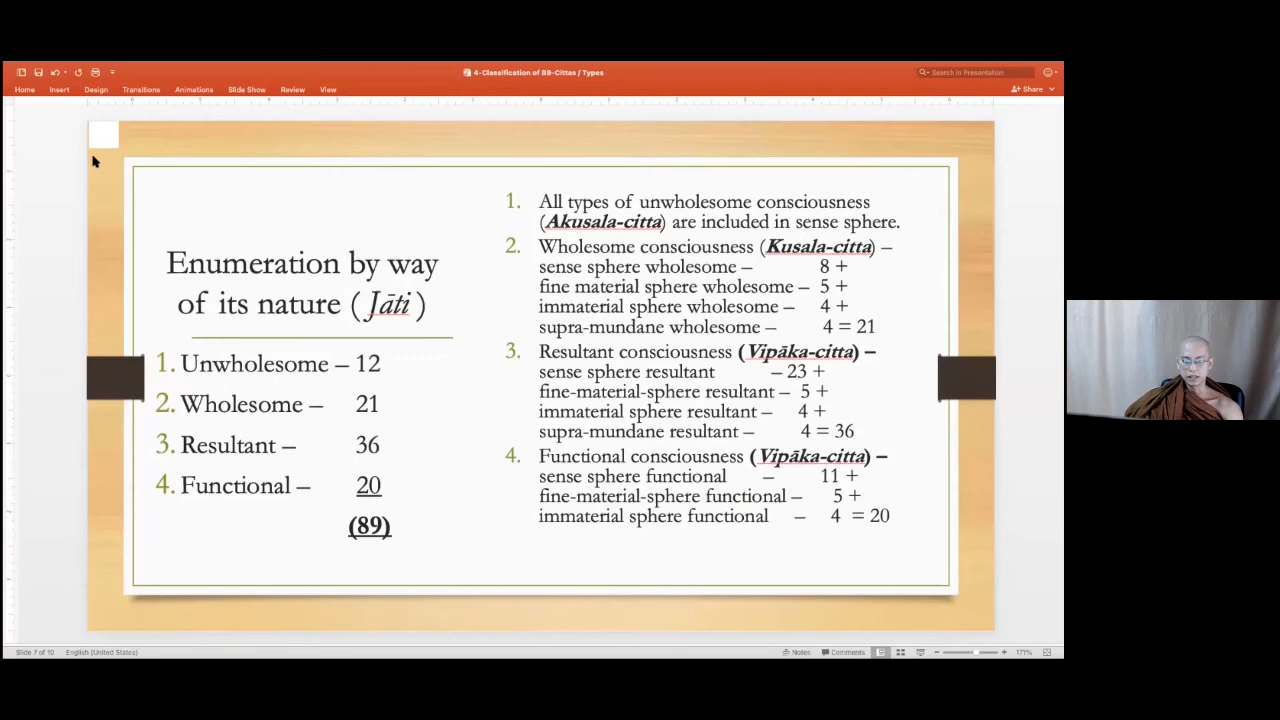 4-Classification of 89-Cittas / Types
Search in Presentation
Home Insert Design Transitions Animations Slide Show Review View
Share
Enumeration by way
of its nature ( Jāti )
1. Unwholesome – 12
2. Wholesome – 21
3. Resultant – 36
4. Functional – 20
(89)
1. All types of unwholesome consciousness
(Akusala-citta) are included in sense sphere.
2. Wholesome consciousness (Kusala-citta) –
sense sphere wholesome – 8 +
fine material sphere wholesome – 5 +
immaterial sphere wholesome – 4 +
supra-mundane wholesome – 4 = 21
3. Resultant consciousness (Vipāka-citta) –
sense sphere resultant – 23 +
fine-material-sphere resultant – 5 +
immaterial sphere resultant – 4 +
supra-mundane resultant – 4 = 36
4. Functional consciousness (Vipāka-citta) –
sense sphere functional – 11 +
fine-material-sphere functional – 5 +
immaterial sphere functional – 4 = 20
Slide 7 of 10 English (United States)
Notes Comments 171%